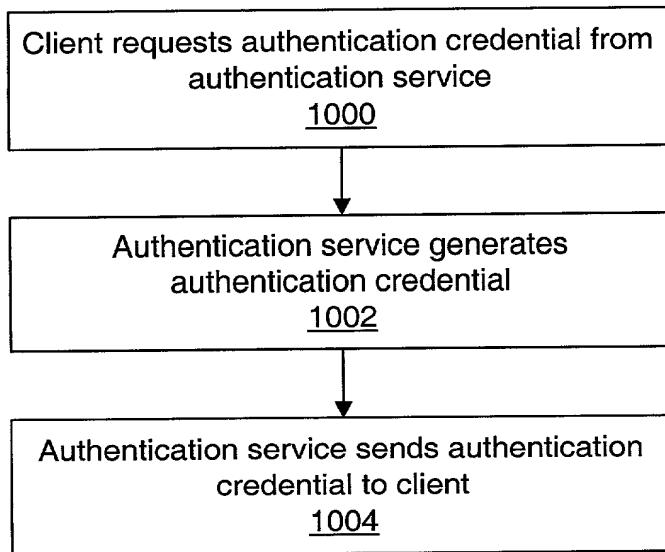 Client requests authentication credential from
authentication service
1000
Authentication service generates
authentication credential
1002
Authentication service sends authentication
credential to client
1004